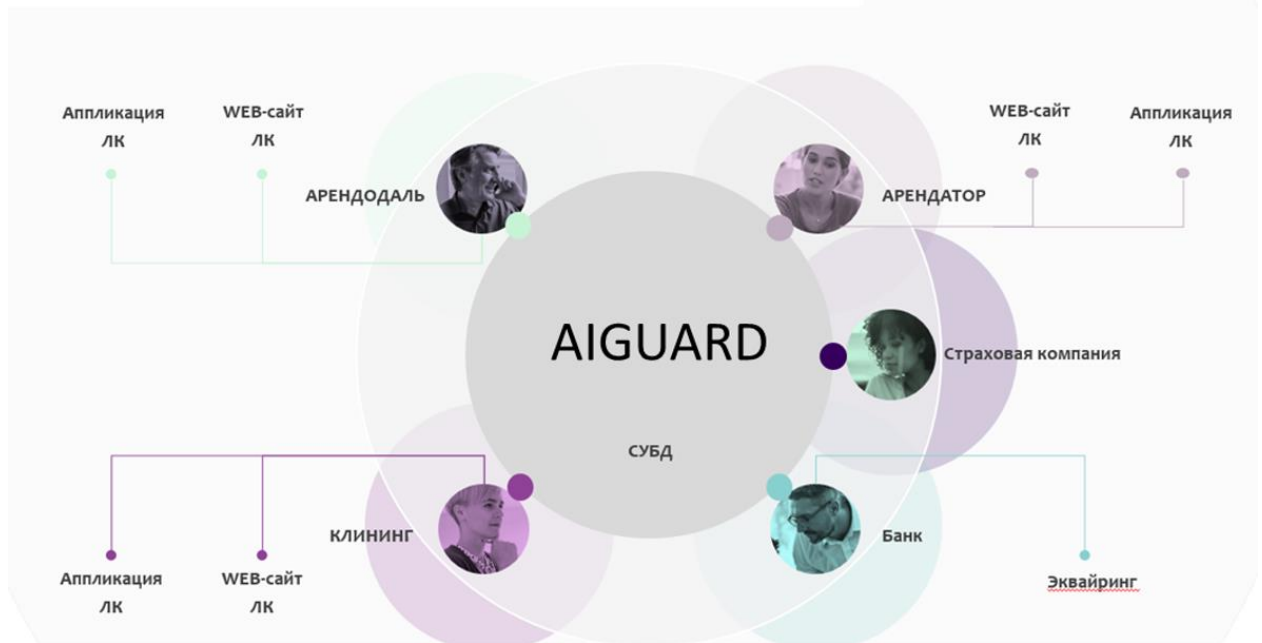 Аппликация
ЛК
WEB-сайт
ЛК
АРЕНДОДАЛЬ
WEB-сайт
ЛК
Аппликация
ЛК
АРЕНДАТОР
AIGUARD
Страховая компания
СУБД
КЛИНИНГ
Банк
Аппликация
ЛК
WEB-сайт
ЛК
Эквайринг